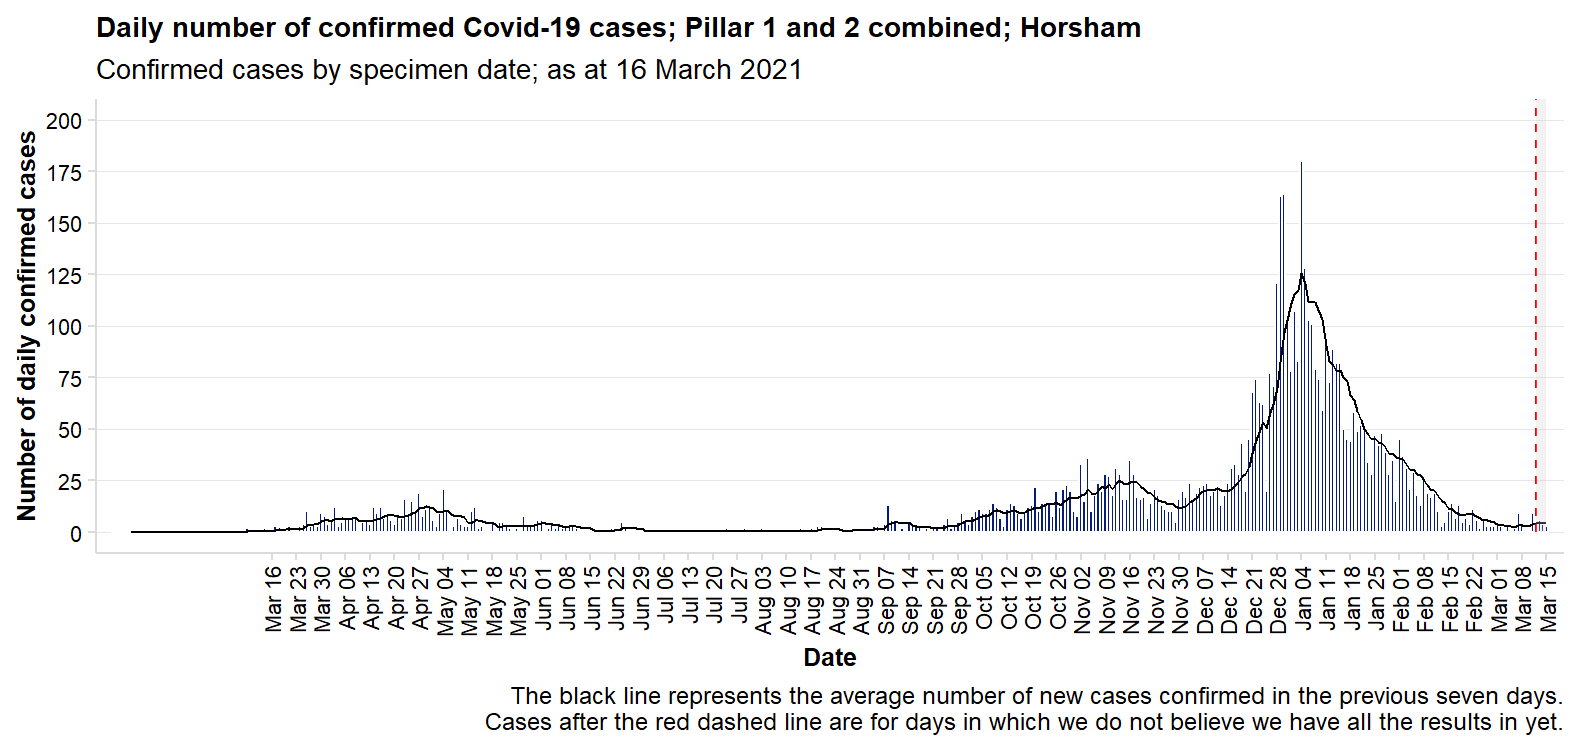 Daily number of confirmed Covid-19 cases; Pillar 1 and 2 combined; Horsham
Confirmed cases by specimen date; as at 16 March 2021
Number of daily confirmed cases
200
175
150
125
100
75
50
25
0
Mar 16
Mar 23
Mar 30
Apr 06
Apr 13
Apr 20
Apr 27
May 04
May 11
May 18
May 25
Jun 01
Jun 08
Jun 15
Jun 22
Jun 29
Jul 06
Jul 13
Jul 20
Jul 27
Aug 03
Aug 10
Aug 17
Aug 24
Aug 31
Sep 07
Sep 14
Sep 21
Sep 28
Oct 05
Oct 12
Oct 19
Oct 26
Nov 02
Nov 09
Nov 16
Nov 23
Nov 30
Dec 07
Dec 14
Dec 21
Dec 28
Jan 04
Jan 11
Jan 18
Jan 25
Feb 01
Feb 08
Feb 15
Feb 22
Mar 01
Mar 08
Mar 15
Date
The black line represents the average number of new cases confirmed in the previous seven days.
Cases after the red dashed line are for days in which we do not believe we have all the results in yet.